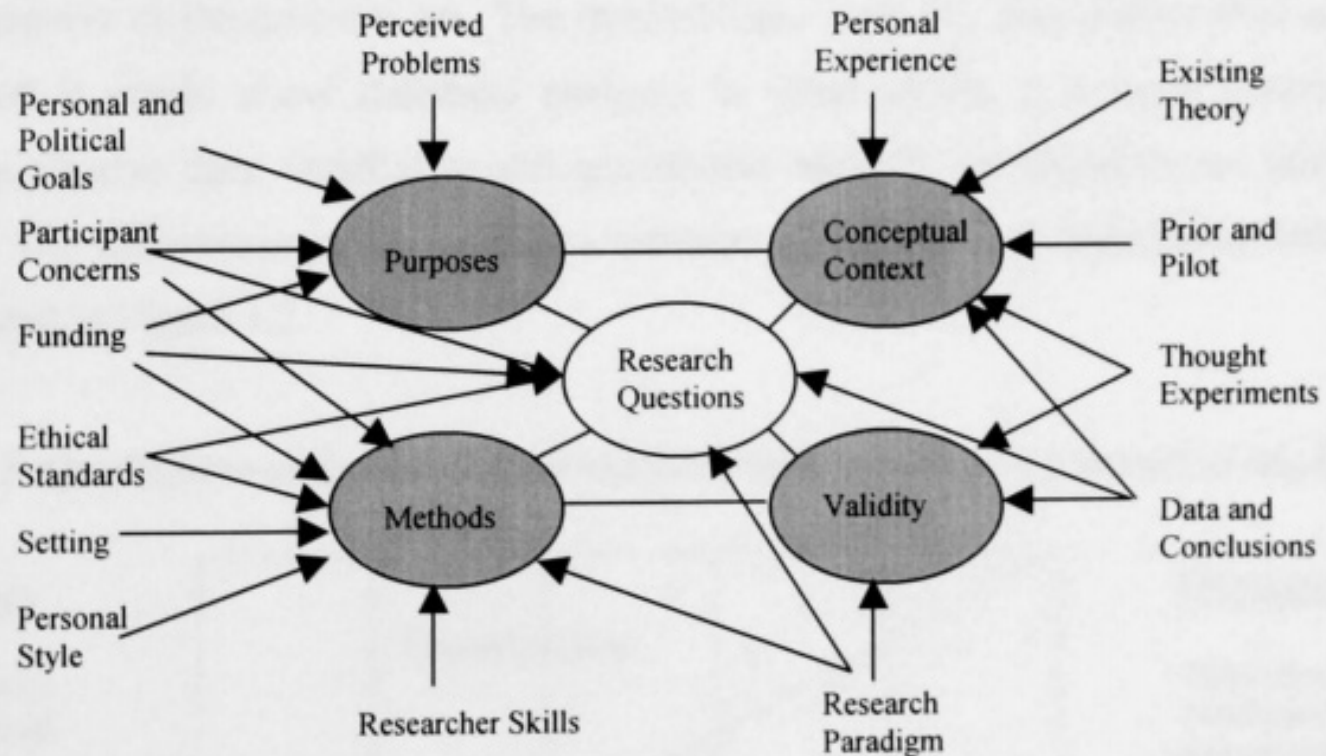 Perceived
Problems
Personal
Experience
Existing
Theory
Personal and
Political
Goals
Participant
Concerns
Purposes
Conceptual
Context
Prior and
Pilot
Funding
Research
Questions
Thought
Experiments
Ethical
Standards
Methods
Validity
Data and
Conclusions
Setting
Personal
Style
Researcher Skills
Research
Paradigm